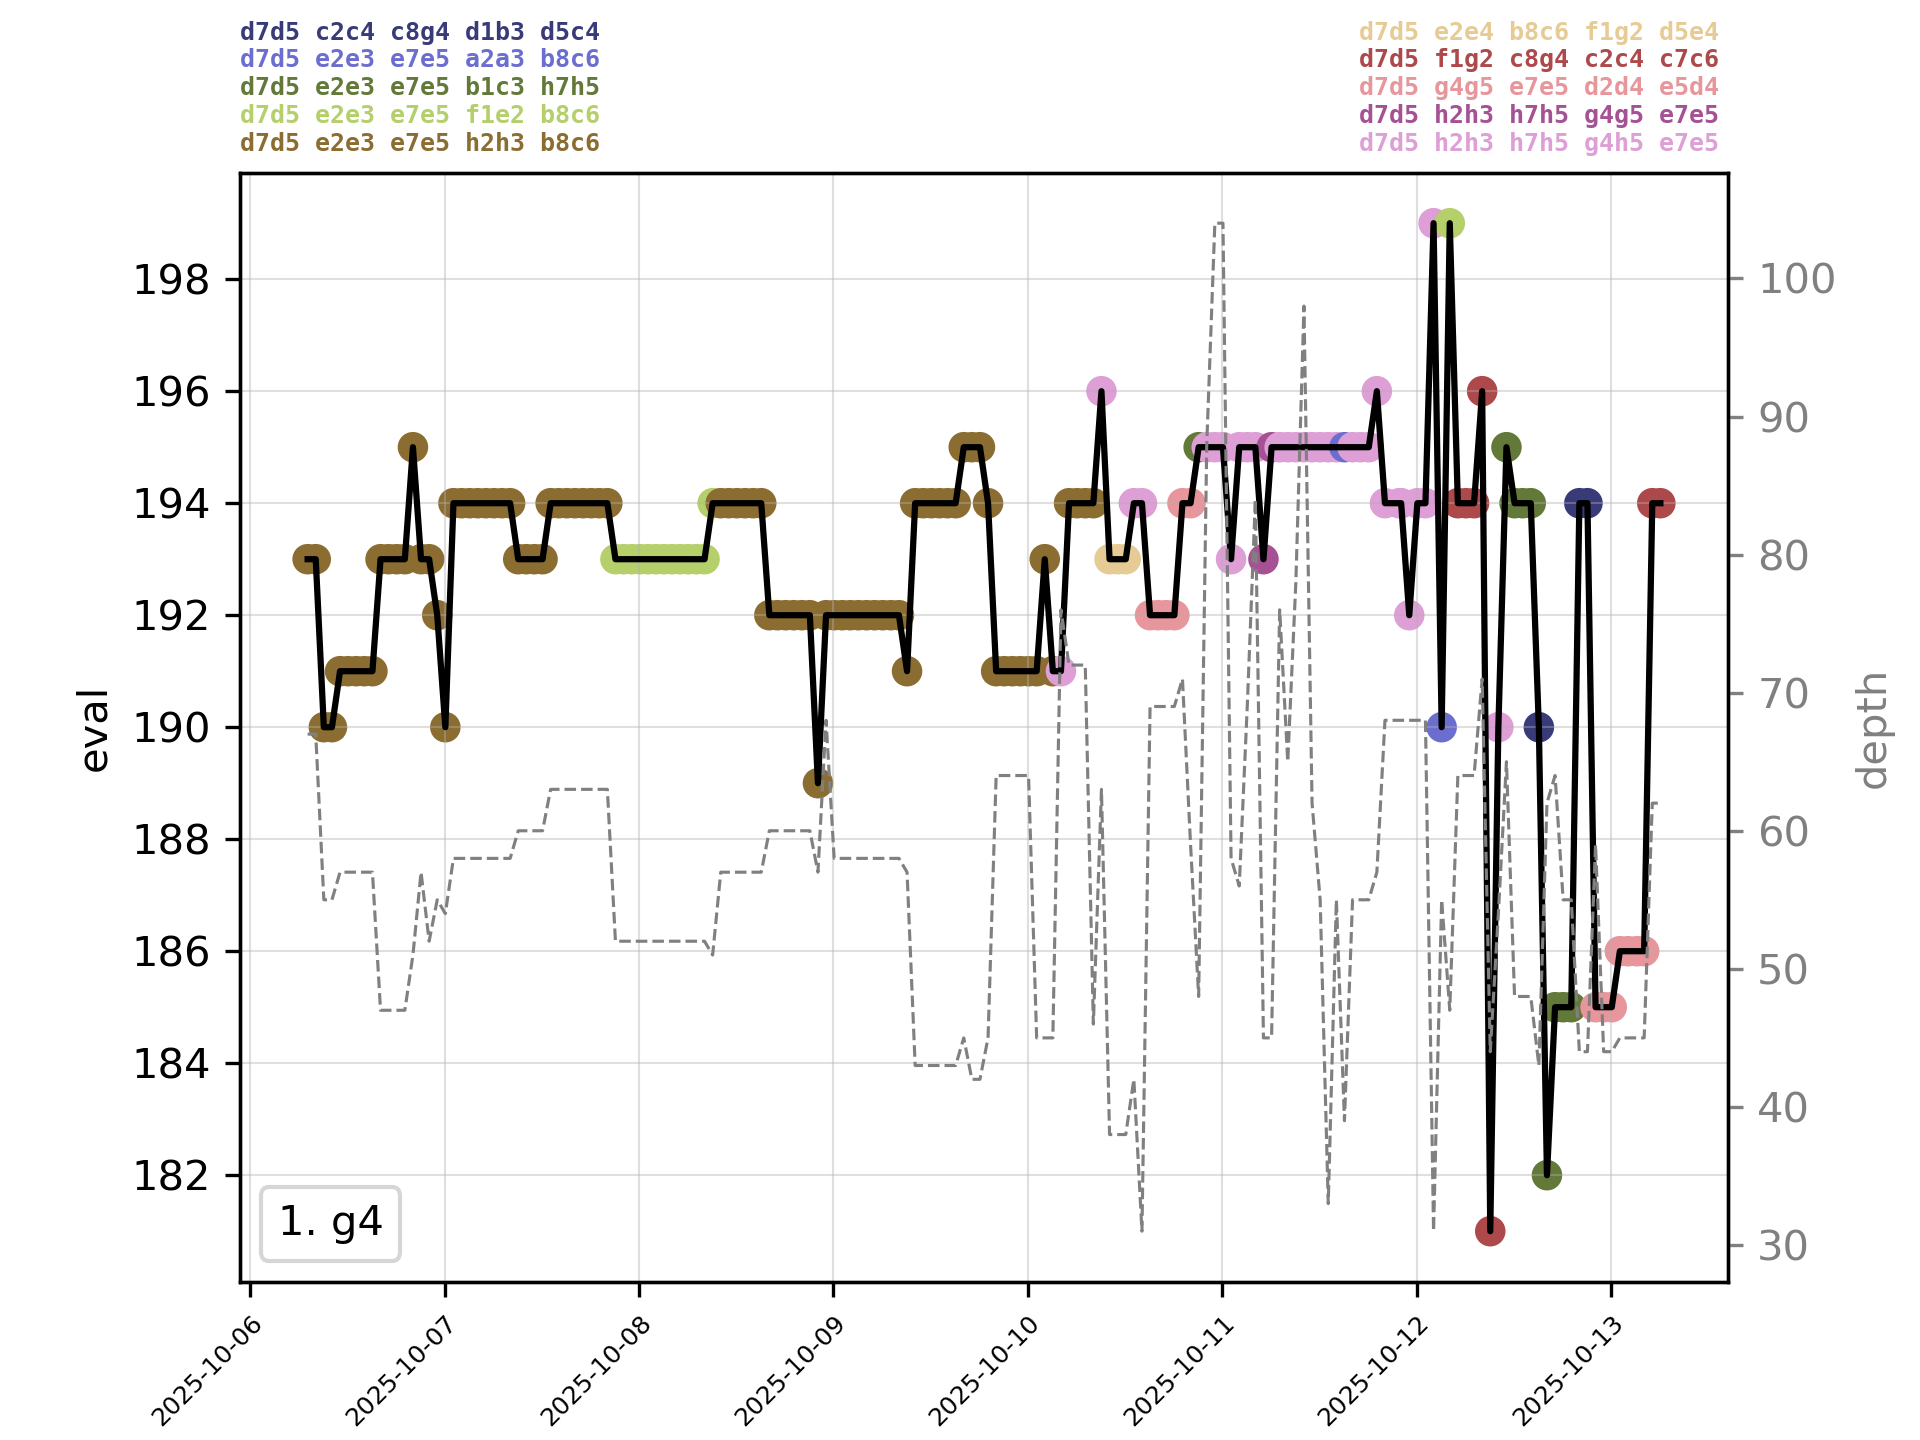 d7d5 c2c4 c8g4 d1b3 d5c4
d7d5 e2e3 e7e5 a2a3 b8c6
d7d5 e2e3 e7e5 b1c3 h7h5
d7d5 e2e3 e7e5 f1e2 b8c6
d7d5 e2e3 e7e5 h2h3 b8c6
d7d5 e2e4 b8c6 f1g2 d5e4
d7d5 f1g2 c8g4 c2c4 c7c6
d7d5 g4g5 e7e5 d2d4 e5d4
d7d5 h2h3 h7h5 g4g5 e7e5
d7d5 h2h3 h7h5 g4h5 e7e5
198
196
194
192
190
188
186
184
182
eval
100
90
80
70
60
50
40
30
depth
1. g4
2025-10-06
2025-10-07
2025-10-08
2025-10-09
2025-10-10
2025-10-11
2025-10-12
2025-10-13